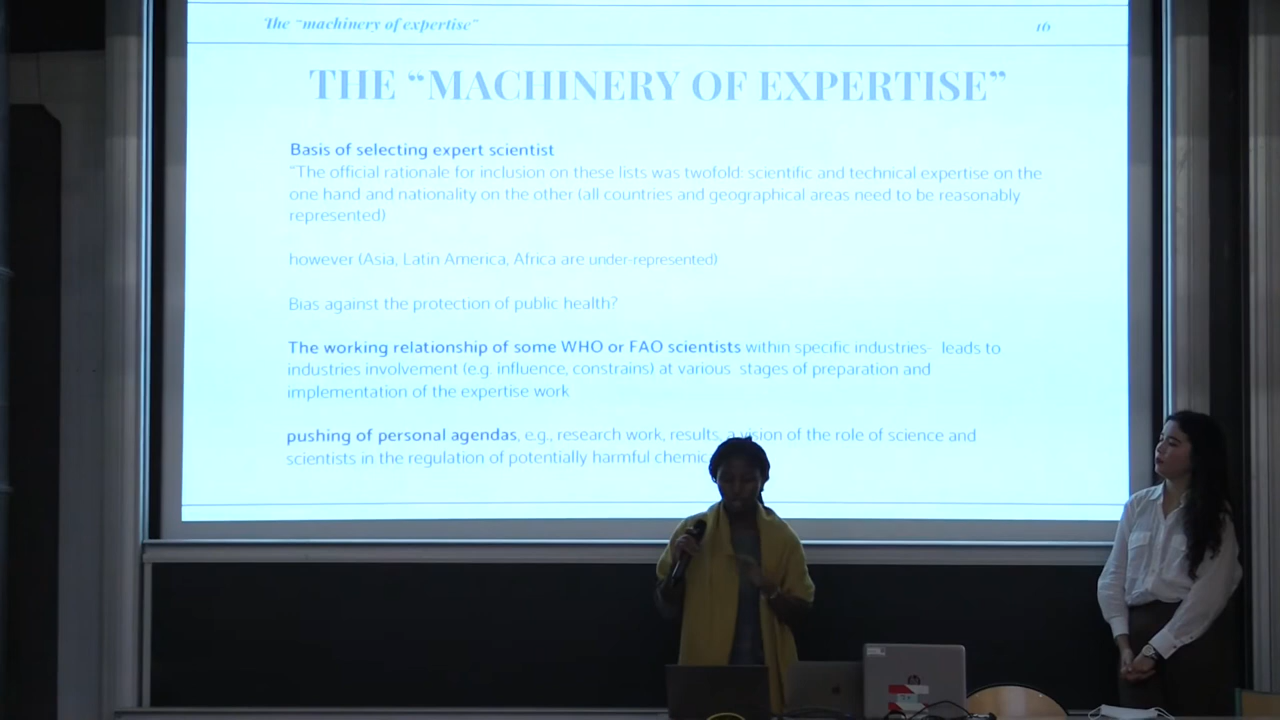 The “machinery of expertise”
16
THE “MACHINERY OF EXPERTISE”
Basis of selecting expert scientist
“The official rationale for inclusion on these lists was twofold: scientific and technical expertise on the
one hand and nationality on the other (all countries and geographical areas need to be reasonably
represented)
however (Asia, Latin America, Africa are under-represented)
Bias against the protection of public health?
The working relationship of some WHO or FAO scientists within specific industries- leads to
industries involvement (e.g. influence, constrains) at various stages of preparation and
implementation of the expertise work
pushing of personal agendas, e.g., research work, results, a vision of the role of science and
scientists in the regulation of potentially harmful